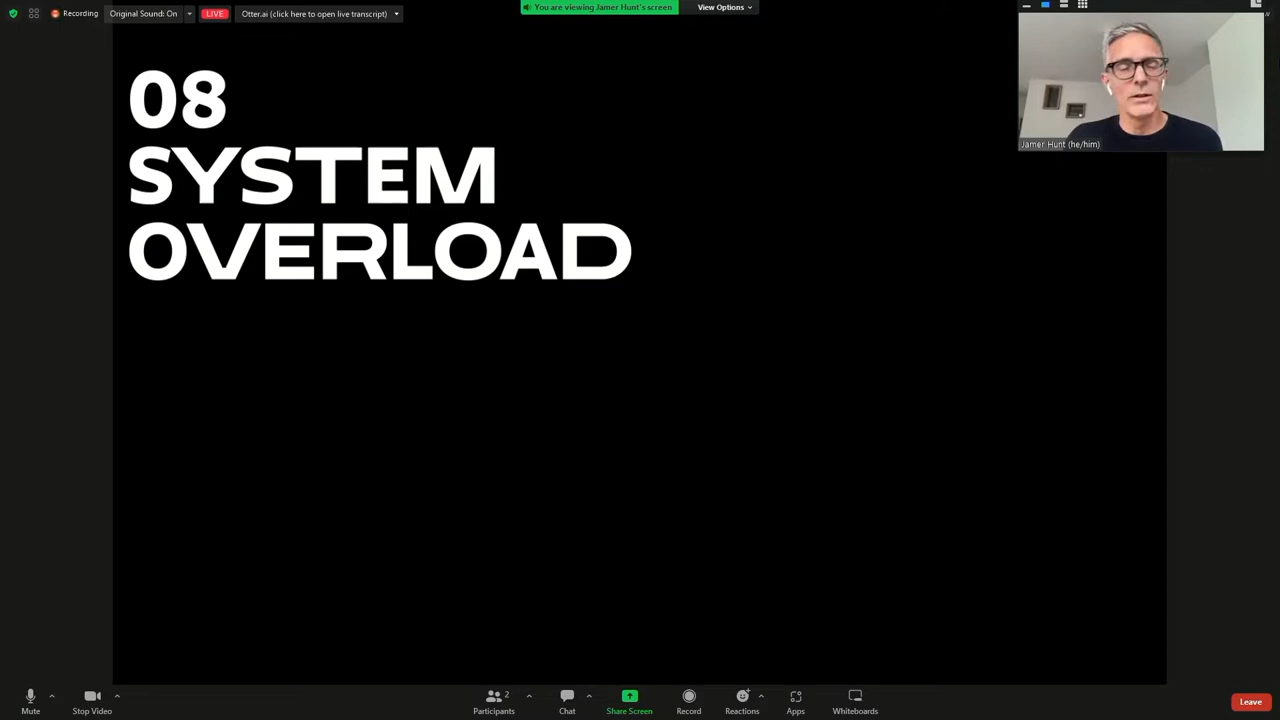 Recording
Original Sound: On
LIVE
Otter.ai (click here to open live transcript)
You are viewing Jamer Hunt's screen
View Options
08
SYSTEM
OVERLOAD
Jamer Hunt (he/him)
Mute
Stop Video
Participants
2
Chat
Share Screen
Record
Reactions
Apps
Whiteboards
Leave